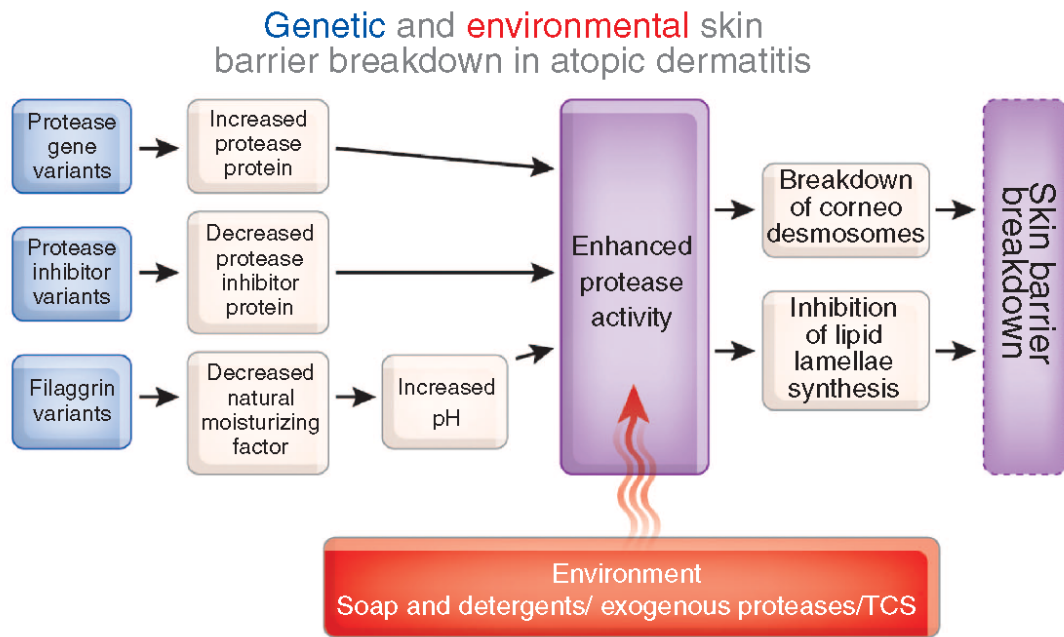 Genetic and environmental skin
barrier breakdown in atopic dermatitis
Protease
gene
variants
Increased
protease
protein
Protease
inhibitor
variants
Decreased
protease
inhibitor
protein
Filaggrin
variants
Decreased
natural
moisturizing
factor
Increased
pH
Enhanced
protease
activity
Breakdown
of corneo
desmosomes
Inhibition
of lipid
lamellae
synthesis
Skin barrier
breakdown
Environment
Soap and detergents/ exogenous proteases/TCS